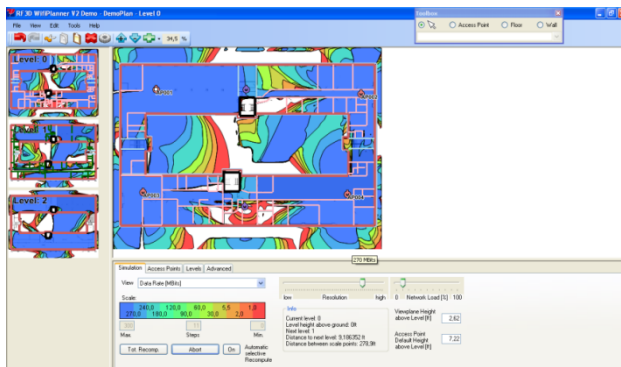 RF3D WifiPlanner V2 Demo - DemoPlan - Level 0
Toolbox
File View Edit Tools Help
Access Point Floor Wall
34,5 %
Level: 0
Level: 1
Level: 2
270 MBits
Simulation Access Points Levels Advanced
View Data Rate [MBits]
low Resolution high
0 Network Load [%] 100
Scale:
240,0 120,0 60,0 5,5 1,0
270,0 180,0 90,0 30,0 2,0
Max. Steps Min.
Info
Current level: 0
Level height above ground: 0ft
Next level: 1
Distance to next level: 9,186352 ft
Distance between scale points: 278,9ft
Viewplane Height
above Level [ft] 2,62
Access Point
Default Height
above Level [ft] 7,22
Tot. Recomp. Abort On
Automatic
selective
Recompute